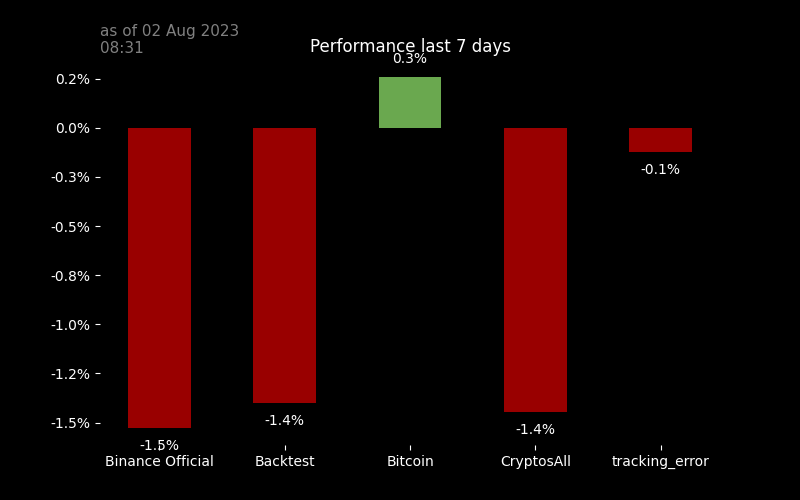 as of 02 Aug 2023
08:31
Performance last 7 days
0.3%
0.2%
0.0%
-0.3%
-0.1%
-0.5%
-0.8%
-1.0%
-1.2%
-1.5%
-1.4%
-1.4%
-1.5%
Binance Official
Backtest
Bitcoin
CryptosAll
tracking_error